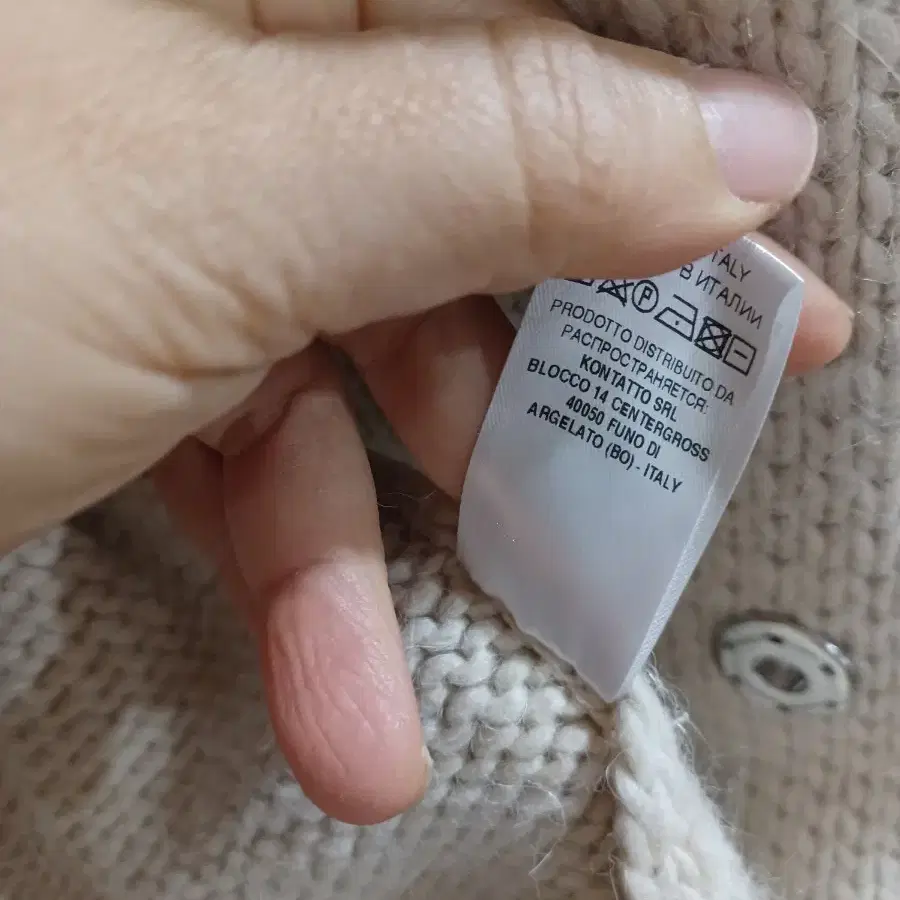 ITALY
В ИТАЛИИ
P
PRODOTTO DISTRIBUITO DA
РАСПРОСТРАНЯЕТСЯ:
KONTATTO SRL
BLOCCO 14 CENTERGROSS
40050 FUNO DI
ARGELATO (BO) - ITALY